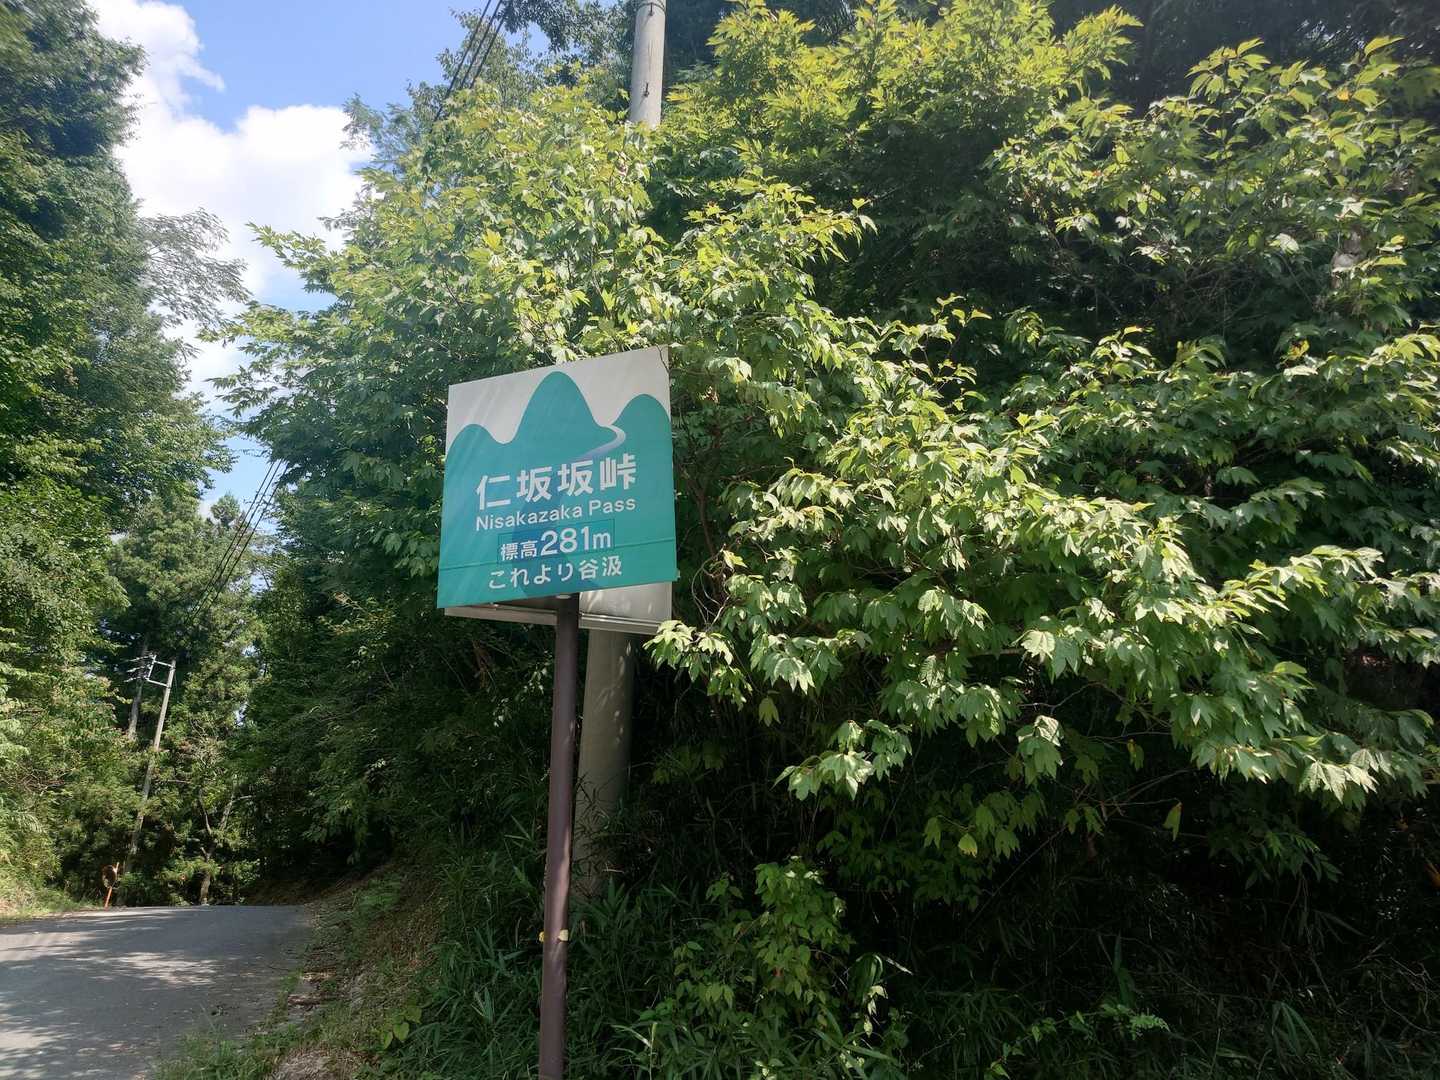 仁坂坂峠
Nisakazaka Pass
標高281m
これより谷汲